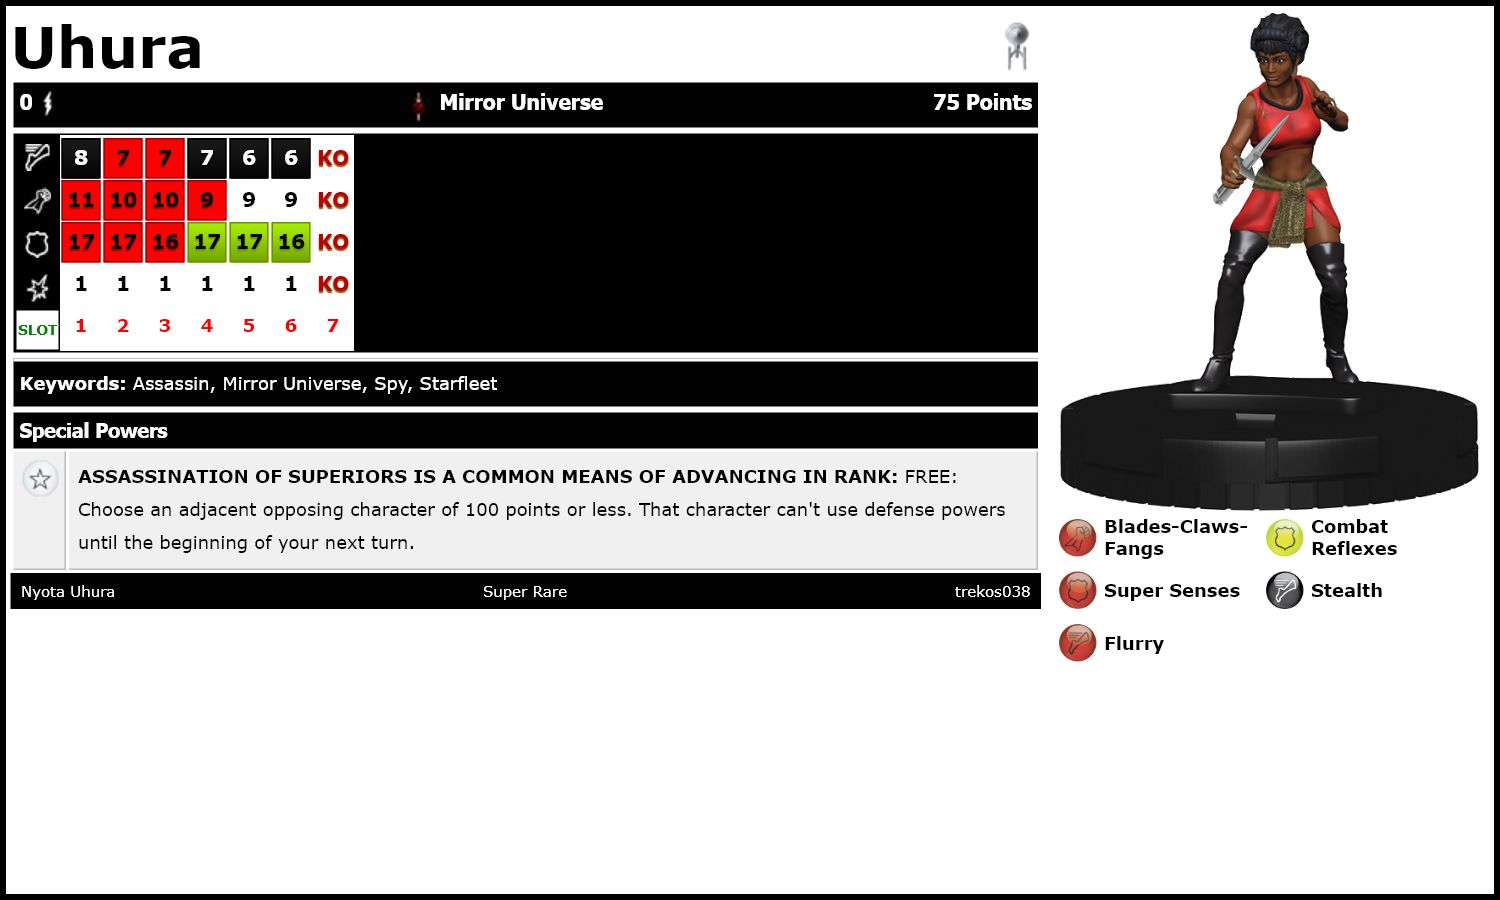 Uhura
0 Mirror Universe 75 Points
8 7 7 7 6 6 KO
11 10 10 9 9 9 KO
17 17 16 17 17 16 KO
1 1 1 1 1 1 KO
SLOT 1 2 3 4 5 6 7
Keywords: Assassin, Mirror Universe, Spy, Starfleet
Special Powers
ASSASSINATION OF SUPERIORS IS A COMMON MEANS OF ADVANCING IN RANK: FREE:
Choose an adjacent opposing character of 100 points or less. That character can't use defense powers
until the beginning of your next turn.
Nyota Uhura Super Rare trekos038
Blades-Claws-
Fangs
Combat
Reflexes
Super Senses
Stealth
Flurry